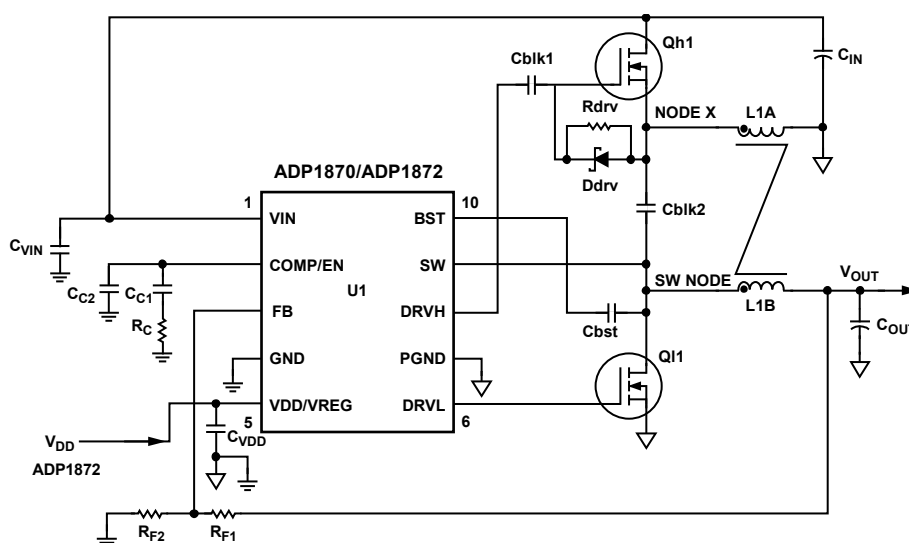 Qh1
Cblk1
CIN
Rdrv
NODE X
L1A
Ddrv
ADP1870/ADP1872
1
10
VIN
BST
Cblk2
CVIN
COMP/EN
SW
CC2
CC1
U1
SW NODE
VOUT
L1B
RC
FB
DRVH
Cbst
COUT
GND
PGND
Ql1
VDD/VREG
DRVL
5
6
VDD
CVDD
ADP1872
RF2
RF1